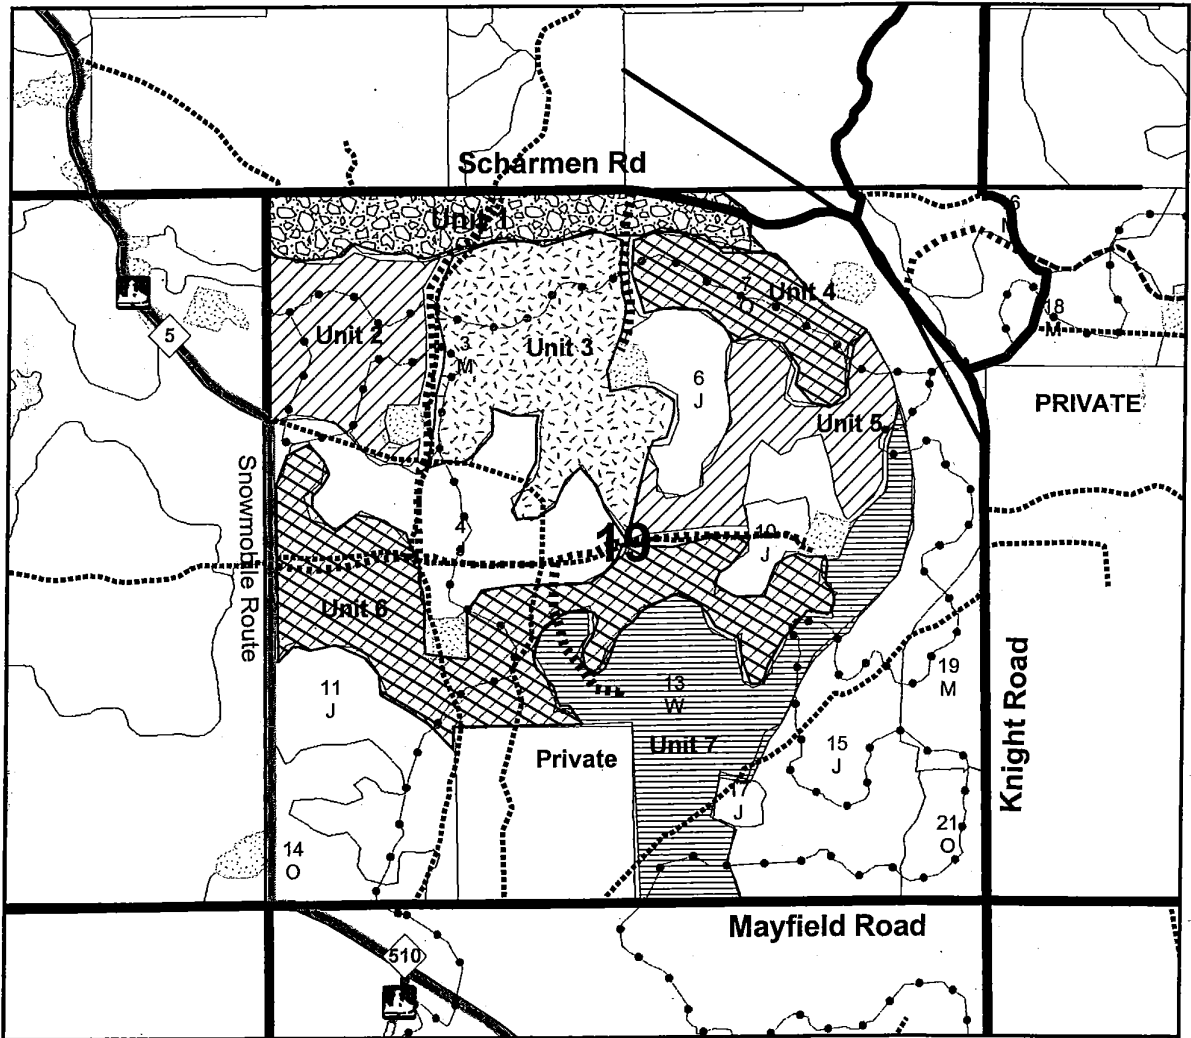 Scharmen Rd
Unit 1
6
M
7
O
Unit 4
18
M
5
Unit 2
3
M
Unit 3
6
J
PRIVATE
Unit 5
Snowmobile Route
4
19
10
J
Unit 6
11
J
13
W
19
M
Knight Road
Private
Unit 7
15
J
17
J
14
O
21
O
Mayfield Road
510